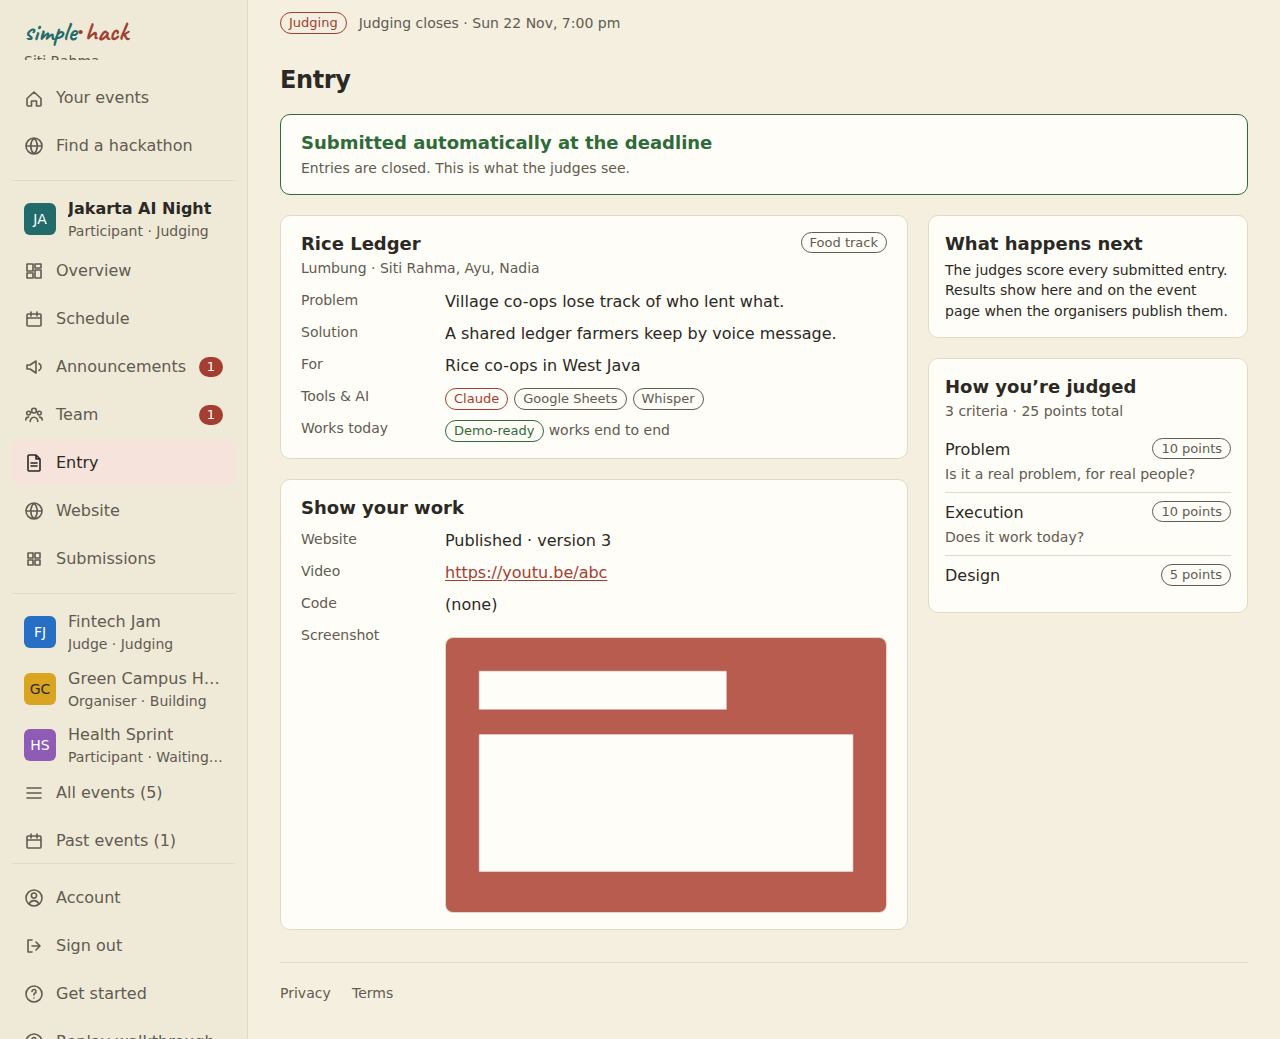 simple·hack
Siti Rahma
Your events
Find a hackathon
JA
Jakarta AI Night
Participant · Judging
Overview
Schedule
Announcements 1
Team 1
Entry
Website
Submissions
FJ
Fintech Jam
Judge · Judging
GC
Green Campus H…
Organiser · Building
HS
Health Sprint
Participant · Waiting…
All events (5)
Past events (1)
Account
Sign out
Get started
Replay walkthrough
Judging Judging closes · Sun 22 Nov, 7:00 pm
Entry
Submitted automatically at the deadline
Entries are closed. This is what the judges see.
Rice Ledger Food track
Lumbung · Siti Rahma, Ayu, Nadia
Problem Village co-ops lose track of who lent what.
Solution A shared ledger farmers keep by voice message.
For Rice co-ops in West Java
Tools & AI Claude Google Sheets Whisper
Works today Demo-ready works end to end
Show your work
Website Published · version 3
Video https://youtu.be/abc
Code (none)
Screenshot
What happens next
The judges score every submitted entry.
Results show here and on the event
page when the organisers publish them.
How you’re judged
3 criteria · 25 points total
Problem 10 points
Is it a real problem, for real people?
Execution 10 points
Does it work today?
Design 5 points
Privacy Terms